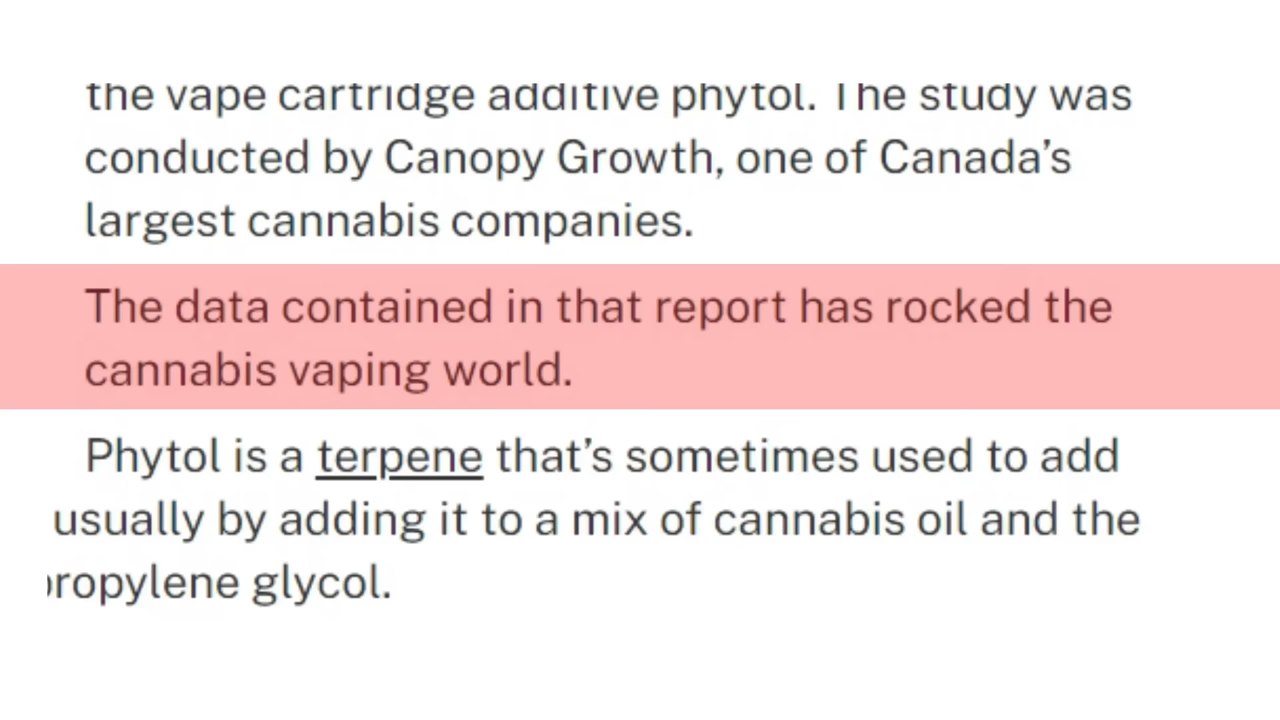 the vape cartridge additive phytol. The study was
conducted by Canopy Growth, one of Canada’s
largest cannabis companies.
The data contained in that report has rocked the
cannabis vaping world.
Phytol is a terpene that’s sometimes used to add
usually by adding it to a mix of cannabis oil and the
propylene glycol.